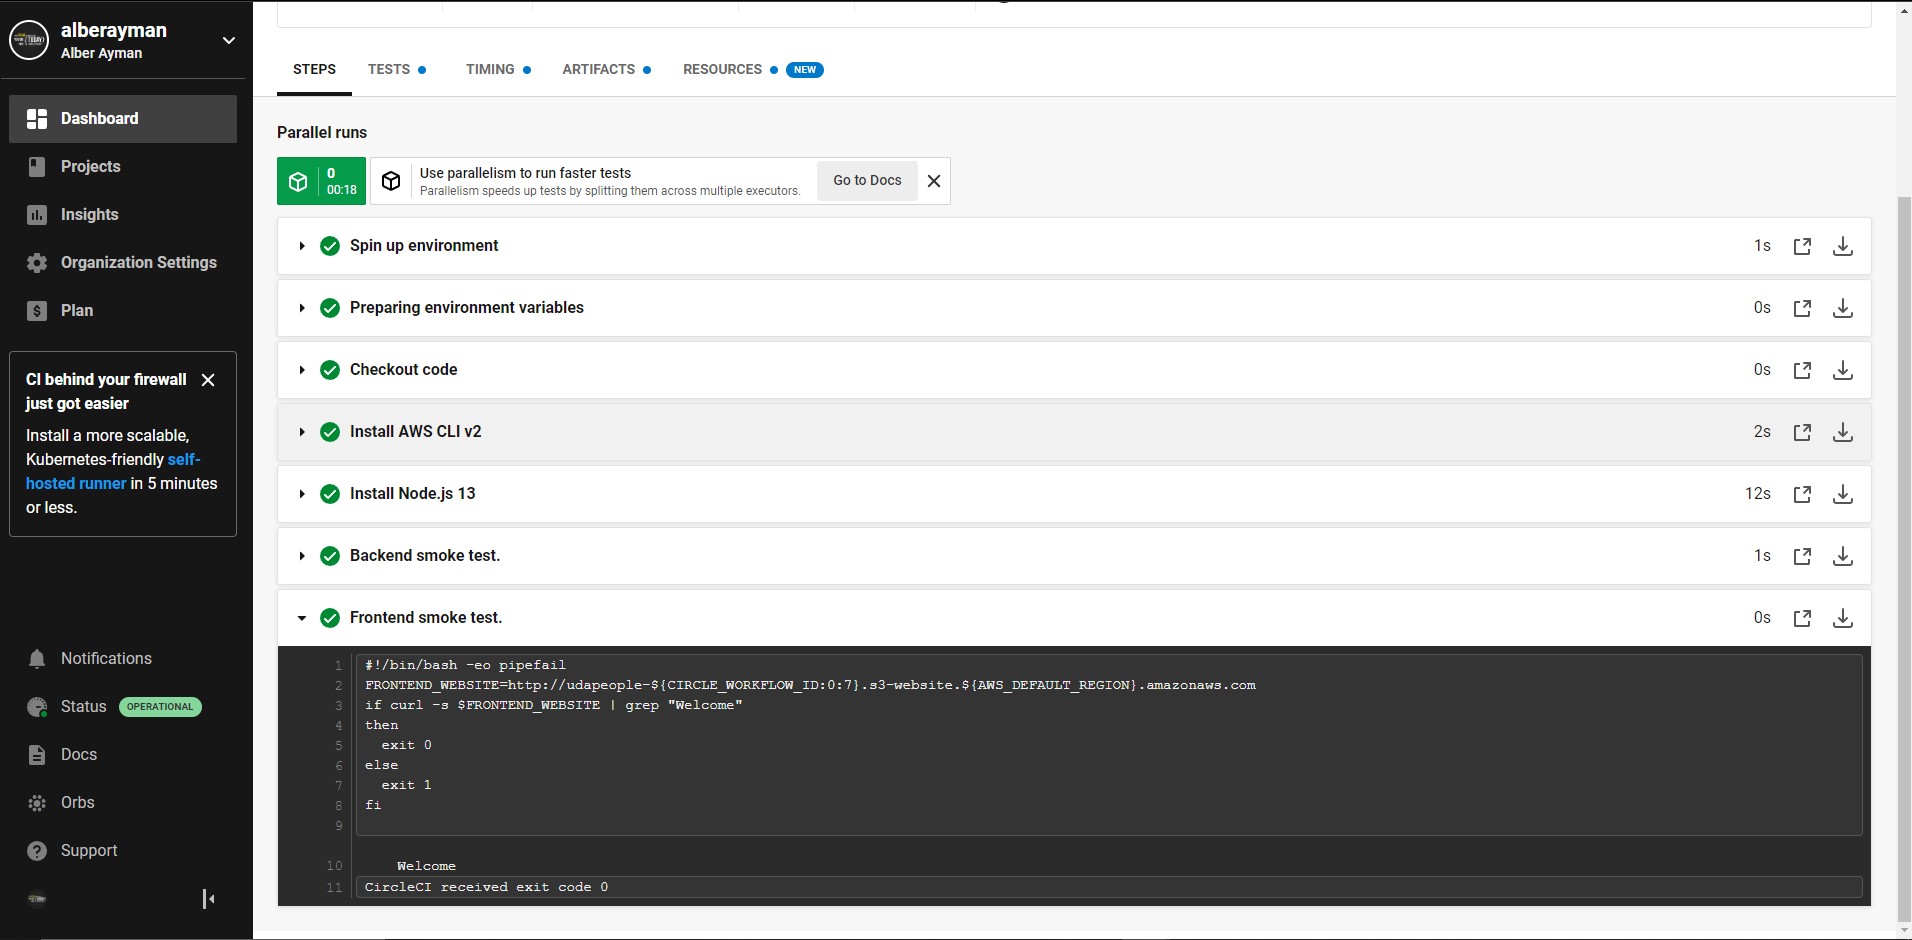 alberayman
Alber Ayman
Dashboard
Projects
Insights
Organization Settings
Plan
CI behind your firewall
just got easier
Install a more scalable,
Kubernetes-friendly self-
hosted runner in 5 minutes
or less.
Notifications
Status OPERATIONAL
Docs
Orbs
Support
STEPS TESTS TIMING ARTIFACTS RESOURCES NEW
Parallel runs
0
00:18
Use parallelism to run faster tests
Parallelism speeds up tests by splitting them across multiple executors.
Go to Docs
Spin up environment 1s
Preparing environment variables 0s
Checkout code 0s
Install AWS CLI v2 2s
Install Node.js 13 12s
Backend smoke test. 1s
Frontend smoke test. 0s
1 #!/bin/bash -eo pipefail
2 FRONTEND_WEBSITE=http://udapeople-${CIRCLE_WORKFLOW_ID:0:7}.s3-website.${AWS_DEFAULT_REGION}.amazonaws.com
3 if curl -s $FRONTEND_WEBSITE | grep "Welcome"
4 then
5   exit 0
6 else
7   exit 1
8 fi
9
10     Welcome
11 CircleCI received exit code 0